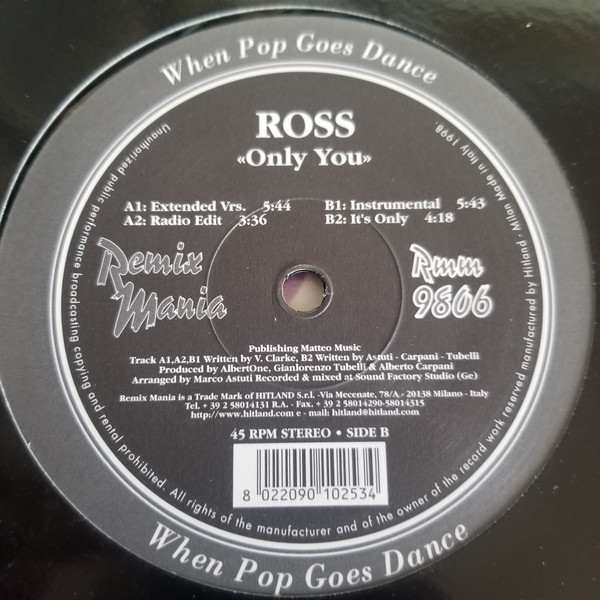 When Pop Goes Dance
ROSS
«Only You»
A1: Extended Vrs. 5:44
A2: Radio Edit 3:36
B1: Instrumental 5:43
B2: It's Only 4:18
Remix
Mania
Rmm
9806
Publishing Matteo Music
Track A1,A2,B1 Written by V. Clarke, B2 Written by Astuti - Carpani - Tubelli
Produced by AlbertOne, Gianlorenzo Tubelli & Alberto Carpani
Arranged by Marco Astuti Recorded & mixed at Sound Factory Studio (Ge)
Remix Mania is a Trade Mark of HITLAND S.r.l. -Via Mecenate, 78/A - 20138 Milano - Italy
Tel. + 39 2 58014131 R.A. - Fax. + 39 2 58014290-58014315
http://www.hitland.com e - mail: hitland@hitland.com
45 RPM STEREO • SIDE B
8 022090 102534
Unauthorized public performance broadcasting copying and rental prohibited. All rights of the manufacturer and of the owner of the record work reserved manufactured by Hitland - Milan Made in Italy 1998.
When Pop Goes Dance